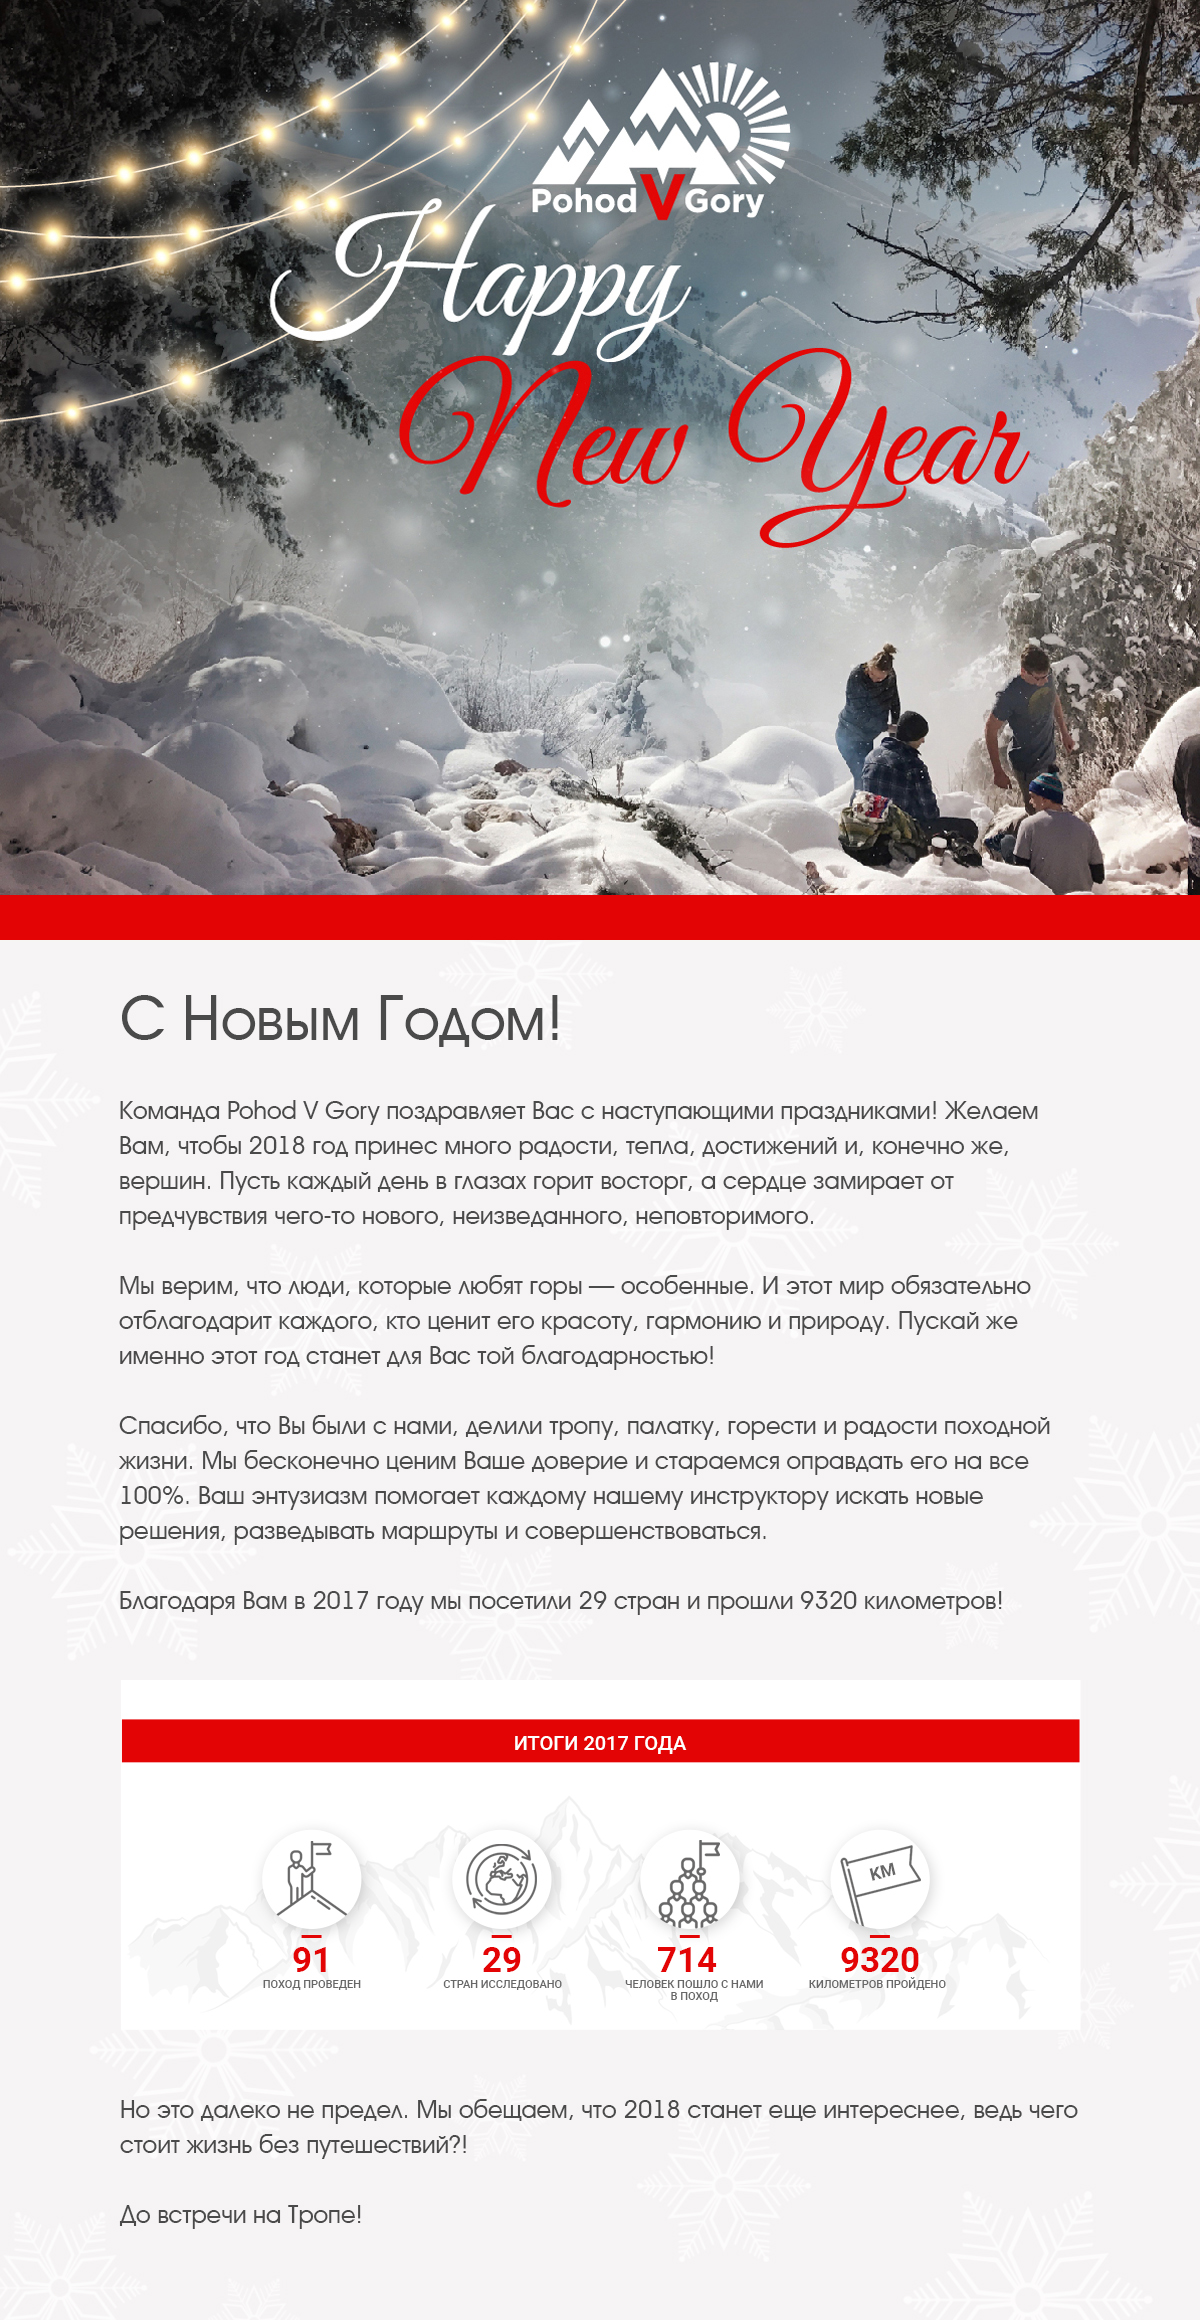 Pohod V Gory
Happy
New Year
С Новым Годом!
Команда Pohod V Gory поздравляет Вас с наступающими праздниками! Желаем
Вам, чтобы 2018 год принес много радости, тепла, достижений и, конечно же,
вершин. Пусть каждый день в глазах горит восторг, а сердце замирает от
предчувствия чего-то нового, неизведанного, неповторимого.
Мы верим, что люди, которые любят горы — особенные. И этот мир обязательно
отблагодарит каждого, кто ценит его красоту, гармонию и природу. Пускай же
именно этот год станет для Вас той благодарностью!
Спасибо, что Вы были с нами, делили тропу, палатку, горести и радости походной
жизни. Мы бесконечно ценим Ваше доверие и стараемся оправдать его на все
100%. Ваш энтузиазм помогает каждому нашему инструктору искать новые
решения, разведывать маршруты и совершенствоваться.
Благодаря Вам в 2017 году мы посетили 29 стран и прошли 9320 километров!
ИТОГИ 2017 ГОДА
КМ
91
ПОХОД ПРОВЕДЕН
29
СТРАН ИССЛЕДОВАНО
714
ЧЕЛОВЕК ПОШЛО С НАМИ
В ПОХОД
9320
КИЛОМЕТРОВ ПРОЙДЕНО
Но это далеко не предел. Мы обещаем, что 2018 станет еще интереснее, ведь чего
стоит жизнь без путешествий?!
До встречи на Тропе!